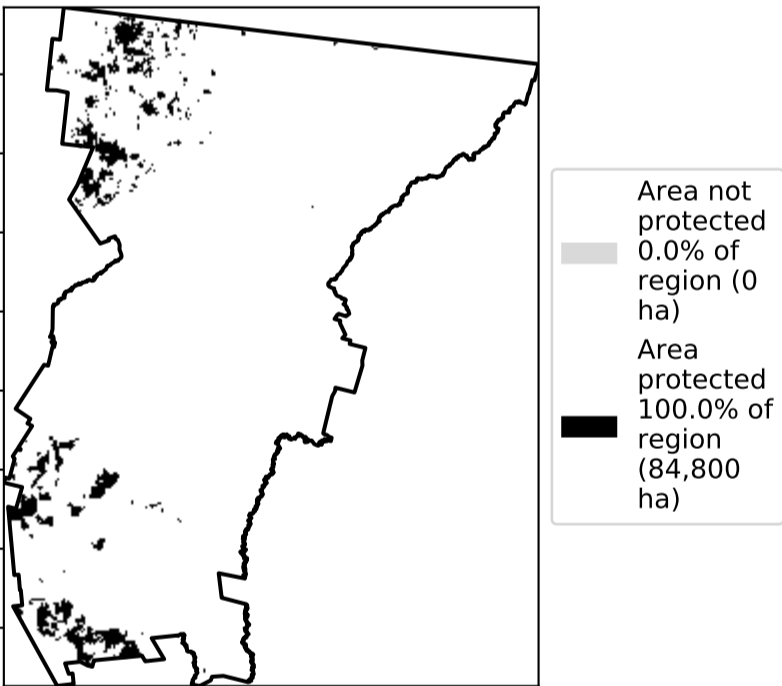 Area not
protected
0.0% of
region (0
ha)
Area
protected
100.0% of
region
(84,800
ha)